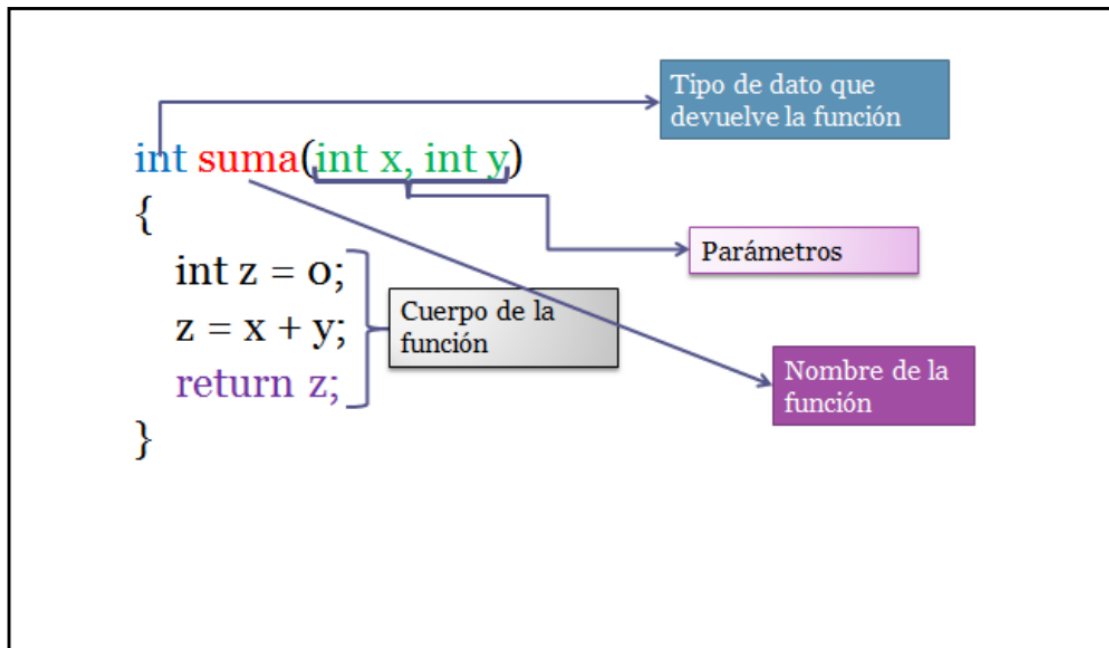 Tipo de dato que
devuelve la función
int suma(int x, int y)
{
Parámetros
int z = 0;
z = x + y;
return z;
Cuerpo de la
función
Nombre de la
función
}